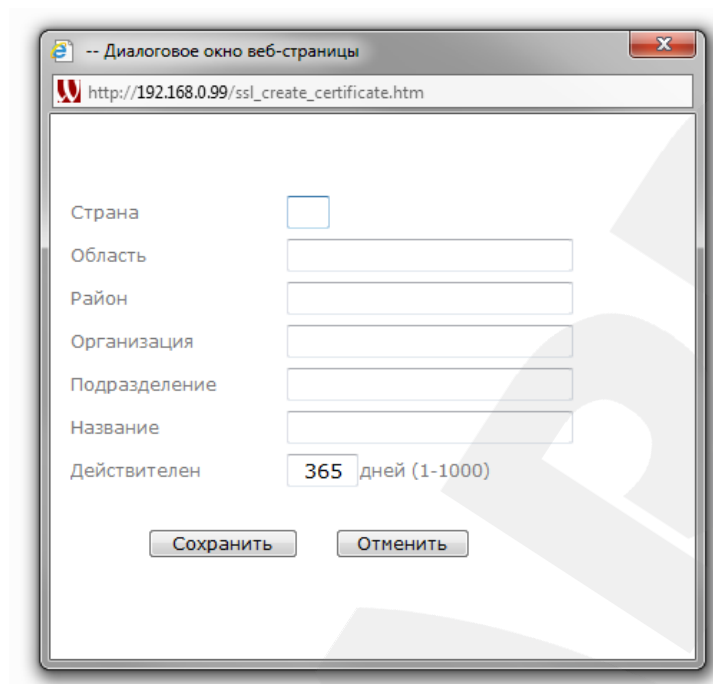 -- Диалоговое окно веб-страницы
http://192.168.0.99/ssl_create_certificate.htm
Страна
Область
Район
Организация
Подразделение
Название
Действителен 365 дней (1-1000)
Сохранить Отменить